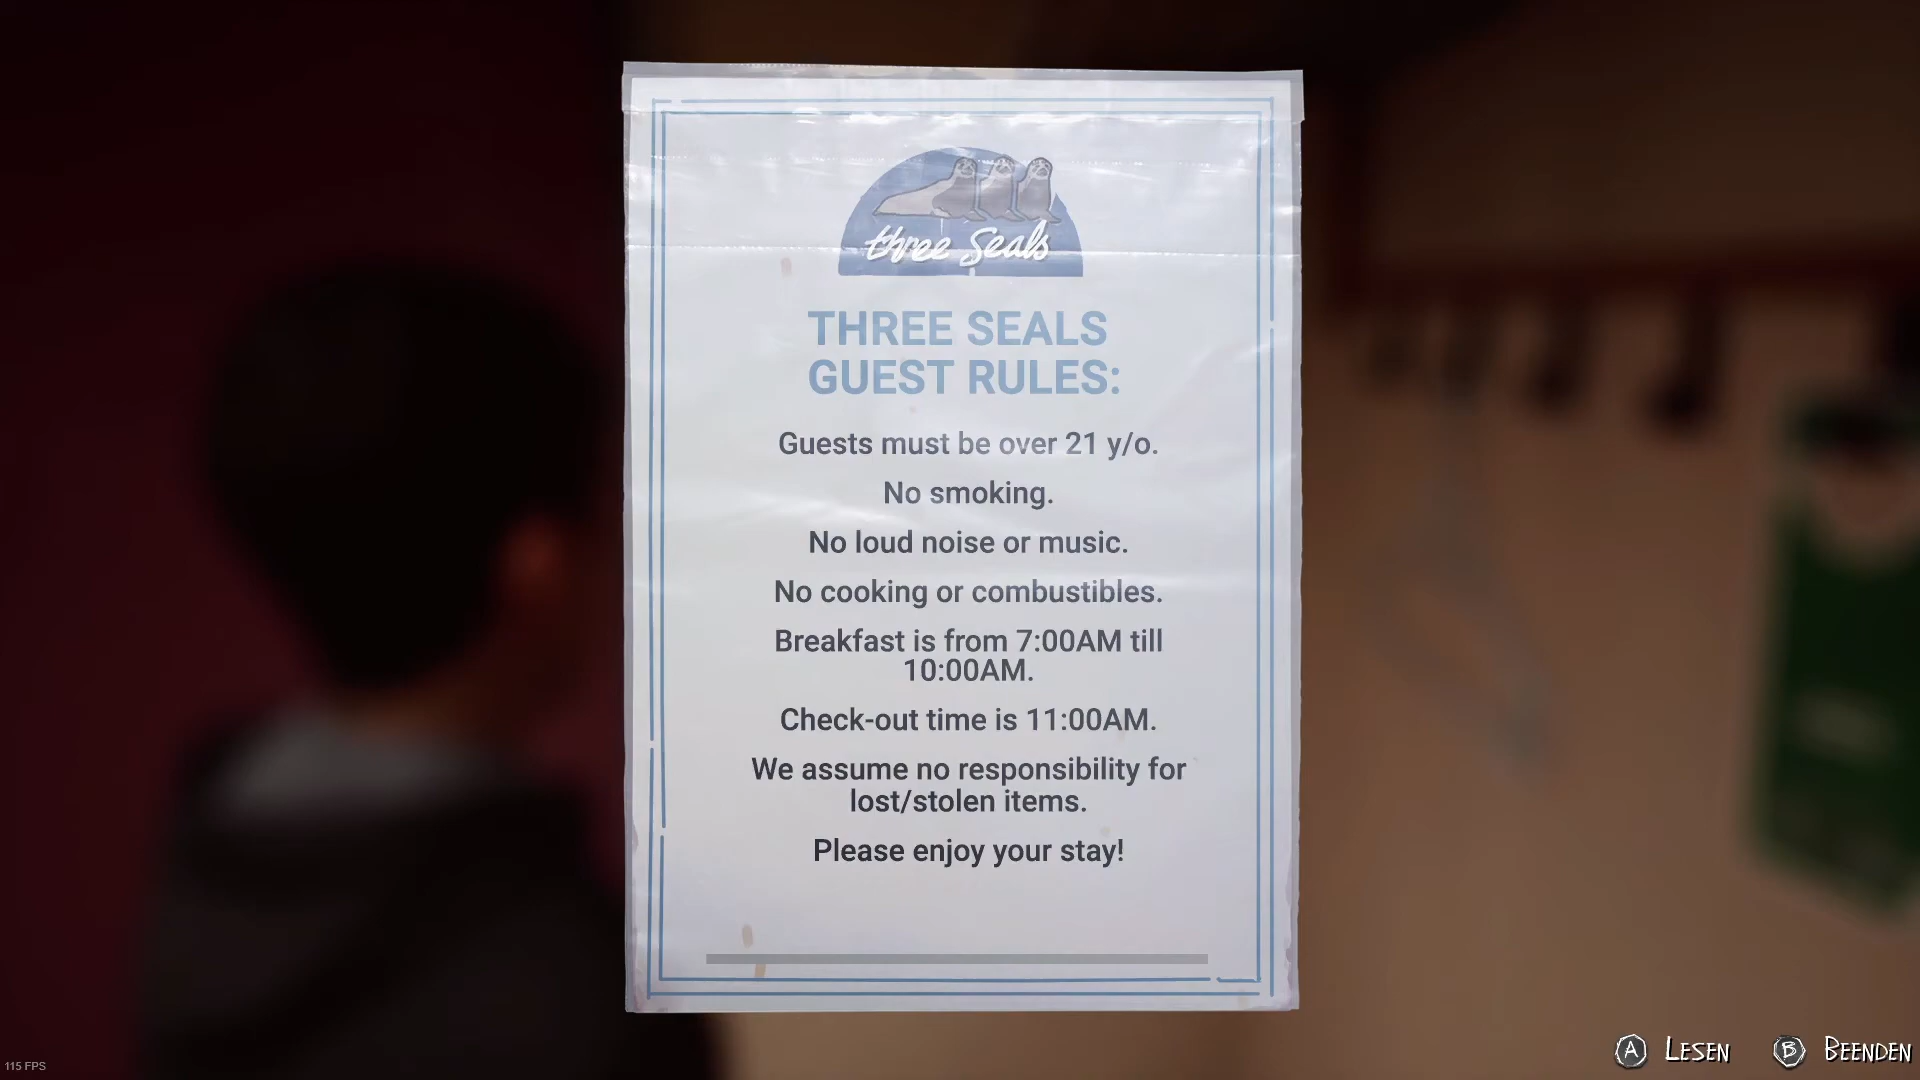 three Seals
THREE SEALS
GUEST RULES:
Guests must be over 21 y/o.
No smoking.
No loud noise or music.
No cooking or combustibles.
Breakfast is from 7:00AM till
10:00AM.
Check-out time is 11:00AM.
We assume no responsibility for
lost/stolen items.
Please enjoy your stay!
A LESEN B BEENDEN
115 FPS